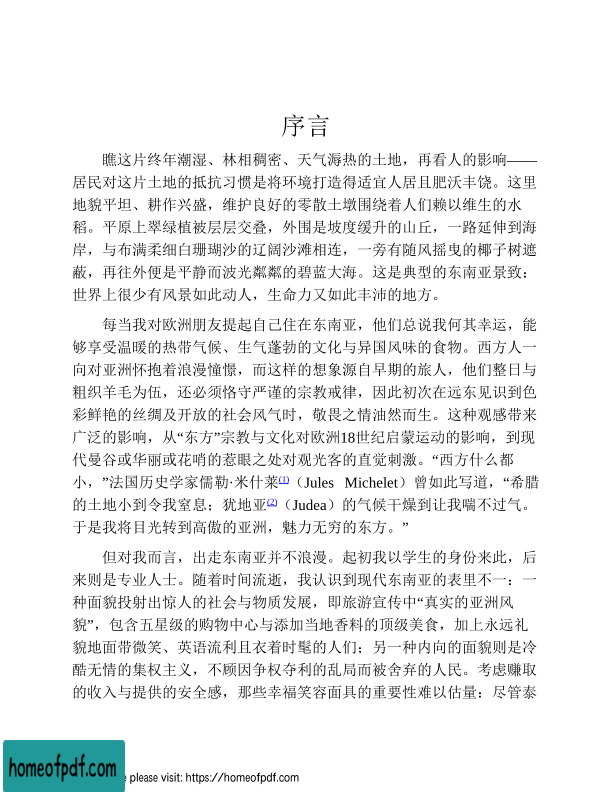 序言
瞧这片终年潮湿、林相稠密、天气溽热的土地，再看人的影响——
居民对这片土地的抵抗习惯是将环境打造得适宜人居且肥沃丰饶。这里
地貌平坦、耕作兴盛，维护良好的零散土墩围绕着人们赖以维生的水
稻。平原上翠绿植被层层交叠，外围是坡度缓升的山丘，一路延伸到海
岸，与布满柔细白珊瑚沙的辽阔沙滩相连，一旁有随风摇曳的椰子树遮
蔽，再往外便是平静而波光粼粼的碧蓝大海。这是典型的东南亚景致：
世界上很少有风景如此动人，生命力又如此丰沛的地方。
每当我对欧洲朋友提起自己住在东南亚，他们总说我何其幸运，能
够享受温暖的热带气候、生气蓬勃的文化与异国风味的食物。西方人一
向对亚洲怀抱着浪漫憧憬，而这样的想象源自早期的旅人，他们整日与
粗织羊毛为伍，还必须恪守严谨的宗教戒律，因此初次在远东见识到色
彩鲜艳的丝绸及开放的社会风气时，敬畏之情油然而生。这种观感带来
广泛的影响，从“东方”宗教与文化对欧洲18世纪启蒙运动的影响，到现
代曼谷或华丽或花哨的惹眼之处对观光客的直觉刺激。“西方什么都
小，”法国历史学家儒勒·米什莱(1)（Jules Michelet）曾如此写道，“希腊
的土地小到令我窒息；犹地亚(2)（Judea）的气候干燥到让我喘不过气。
于是我将目光转到高傲的亚洲，魅力无穷的东方。”
但对我而言，出走东南亚并不浪漫。起初我以学生的身份来此，后
来则是专业人士。随着时间流逝，我认识到现代东南亚的表里不一：一
种面貌投射出惊人的社会与物质发展，即旅游宣传中“真实的亚洲风
貌”，包含五星级的购物中心与添加当地香料的顶级美食，加上永远礼
貌地面带微笑、英语流利且衣着时髦的人们；另一种内向的面貌则是冷
酷无情的集权主义，不顾因争权夺利的乱局而被舍弃的人民。考虑赚取
的收入与提供的安全感，那些幸福笑容面具的重要性难以估量：尽管泰
homeofpdf.com
e please visit: https://homeofpdf.com